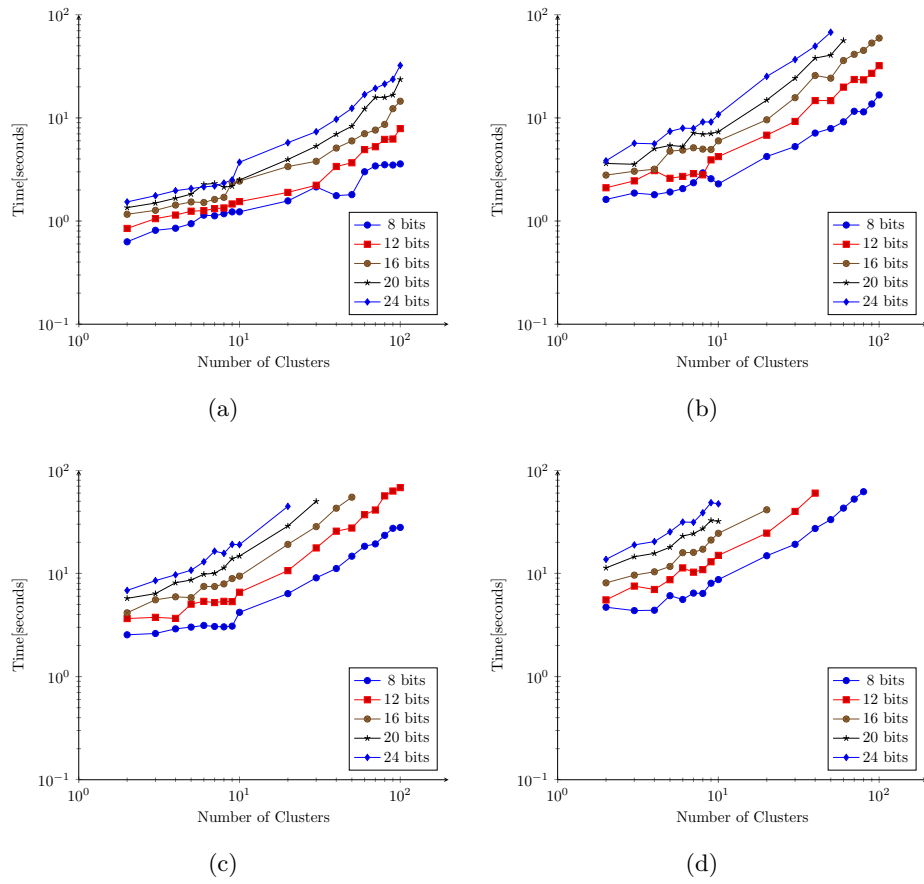 10^2
10^1
10^0
10^-1
Time[seconds]
10^0
10^1
10^2
Number of Clusters
8 bits
12 bits
16 bits
20 bits
24 bits
(a)
10^2
10^1
10^0
10^-1
Time[seconds]
10^0
10^1
10^2
Number of Clusters
8 bits
12 bits
16 bits
20 bits
24 bits
(b)
10^2
10^1
10^0
10^-1
Time[seconds]
10^0
10^1
10^2
Number of Clusters
8 bits
12 bits
16 bits
20 bits
24 bits
(c)
10^2
10^1
10^0
10^-1
Time[seconds]
10^0
10^1
10^2
Number of Clusters
8 bits
12 bits
16 bits
20 bits
24 bits
(d)